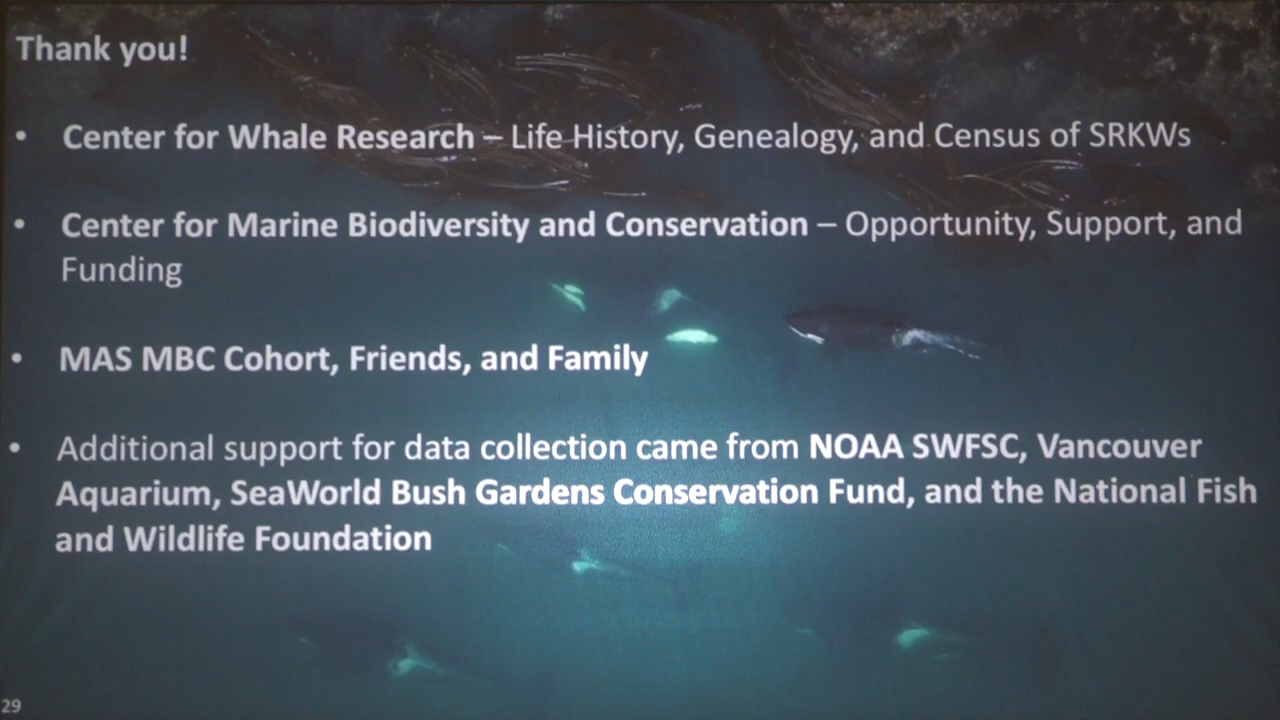 Thank you!
• Center for Whale Research – Life History, Genealogy, and Census of SRKWs
• Center for Marine Biodiversity and Conservation – Opportunity, Support, and
Funding
• MAS MBC Cohort, Friends, and Family
• Additional support for data collection came from NOAA SWFSC, Vancouver
Aquarium, SeaWorld Bush Gardens Conservation Fund, and the National Fish
and Wildlife Foundation
29